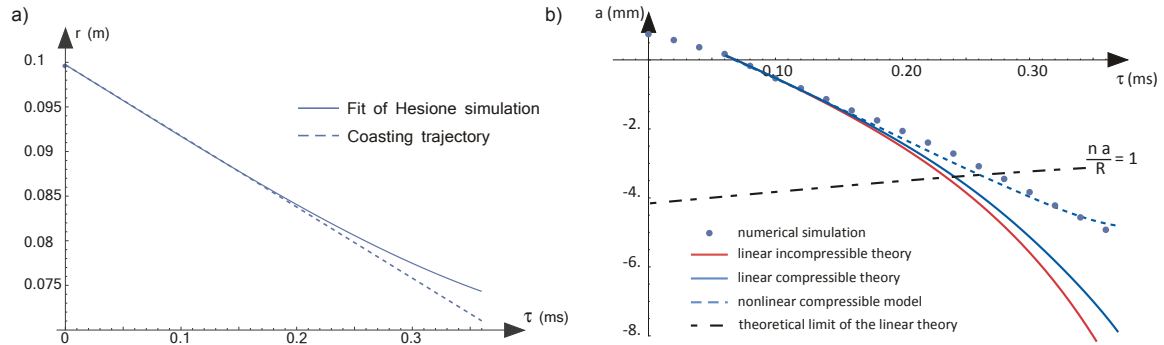 a)
r (m)
0.1
0.095
0.09
0.085
0.08
0.075
0
0.1
0.2
0.3
τ (ms)
Fit of Hesione simulation
Coasting trajectory
b)
a (mm)
0.10
0.20
0.30
τ (ms)
-2.
-4.
-6.
-8.
n a
R
= 1
numerical simulation
linear incompressible theory
linear compressible theory
nonlinear compressible model
theoretical limit of the linear theory